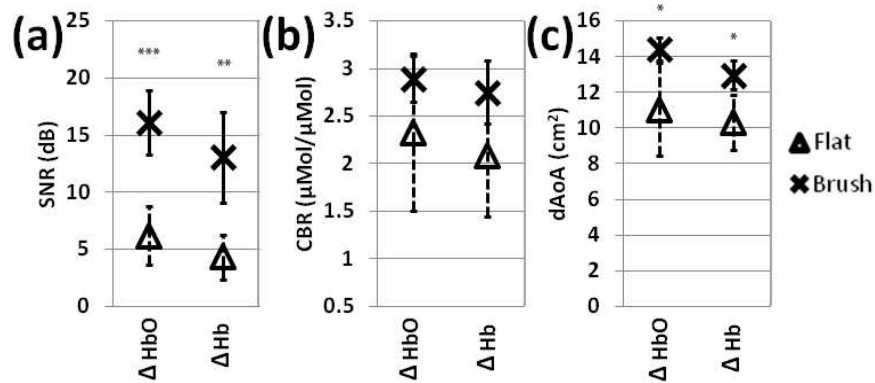 (a)
SNR (dB)
25
20
15
10
5
0
***
**
Δ HbO
Δ Hb
(b)
CBR (μMol/μMol)
3.5
3
2.5
2
1.5
1
0.5
Δ HbO
Δ Hb
(c)
dAoA (cm²)
16
14
12
10
8
6
4
2
0
*
*
Δ HbO
Δ Hb
Flat
Brush